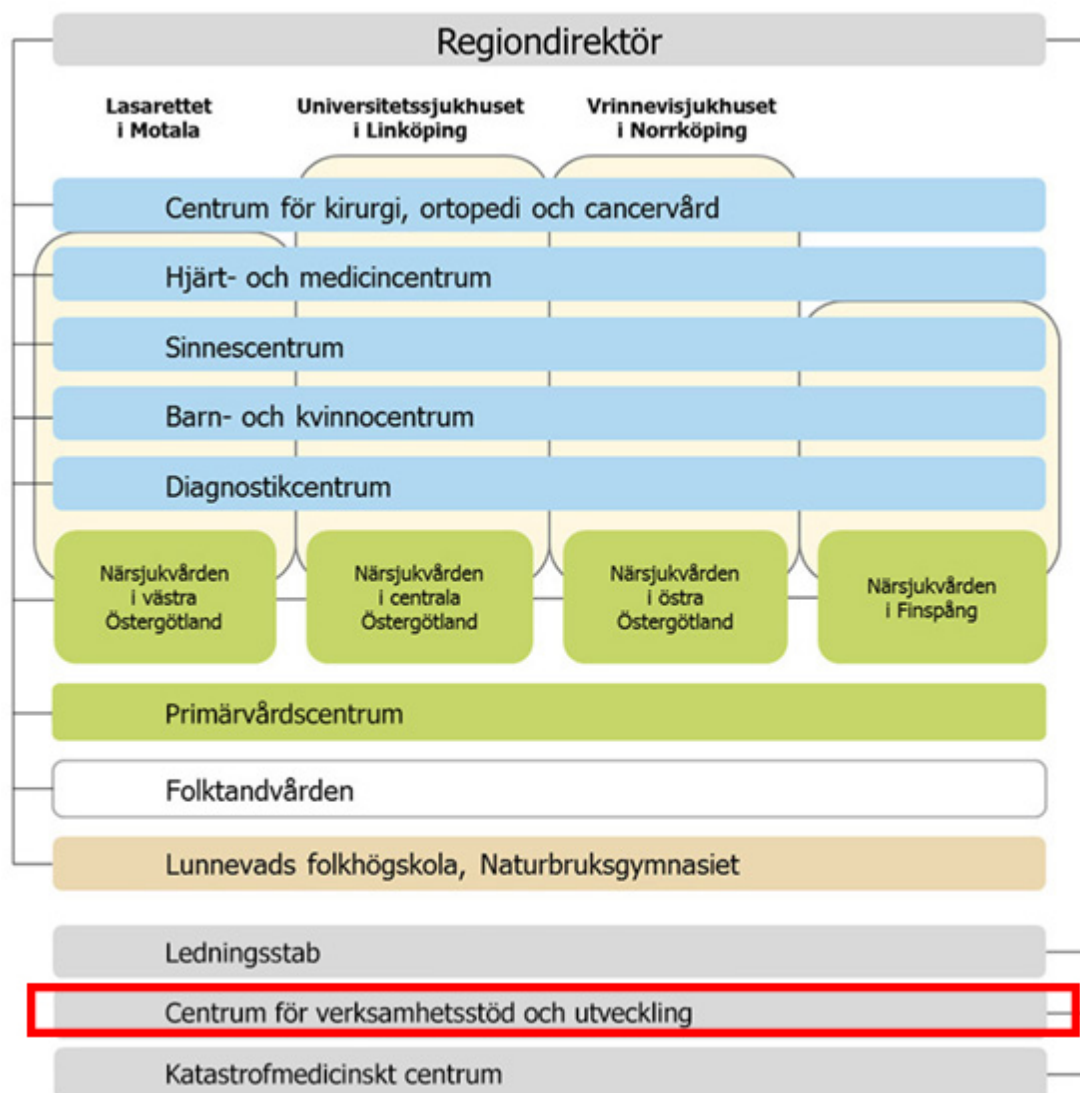 Regiondirektör
Lasarettet
i Motala
Universitetssjukhuset
i Linköping
Vrinnevisjukhuset
i Norrköping
Centrum för kirurgi, ortopedi och cancervård
Hjärt- och medicincentrum
Sinnescentrum
Barn- och kvinnocentrum
Diagnostikcentrum
Närsjukvården
i västra
Östergötland
Närsjukvården
i centrala
Östergötland
Närsjukvården
i östra
Östergötland
Närsjukvården
i Finspång
Primärvårdscentrum
Folktandvården
Lunnevads folkhögskola, Naturbruksgymnasiet
Ledningsstab
Centrum för verksamhetsstöd och utveckling
Katastrofmedicinskt centrum